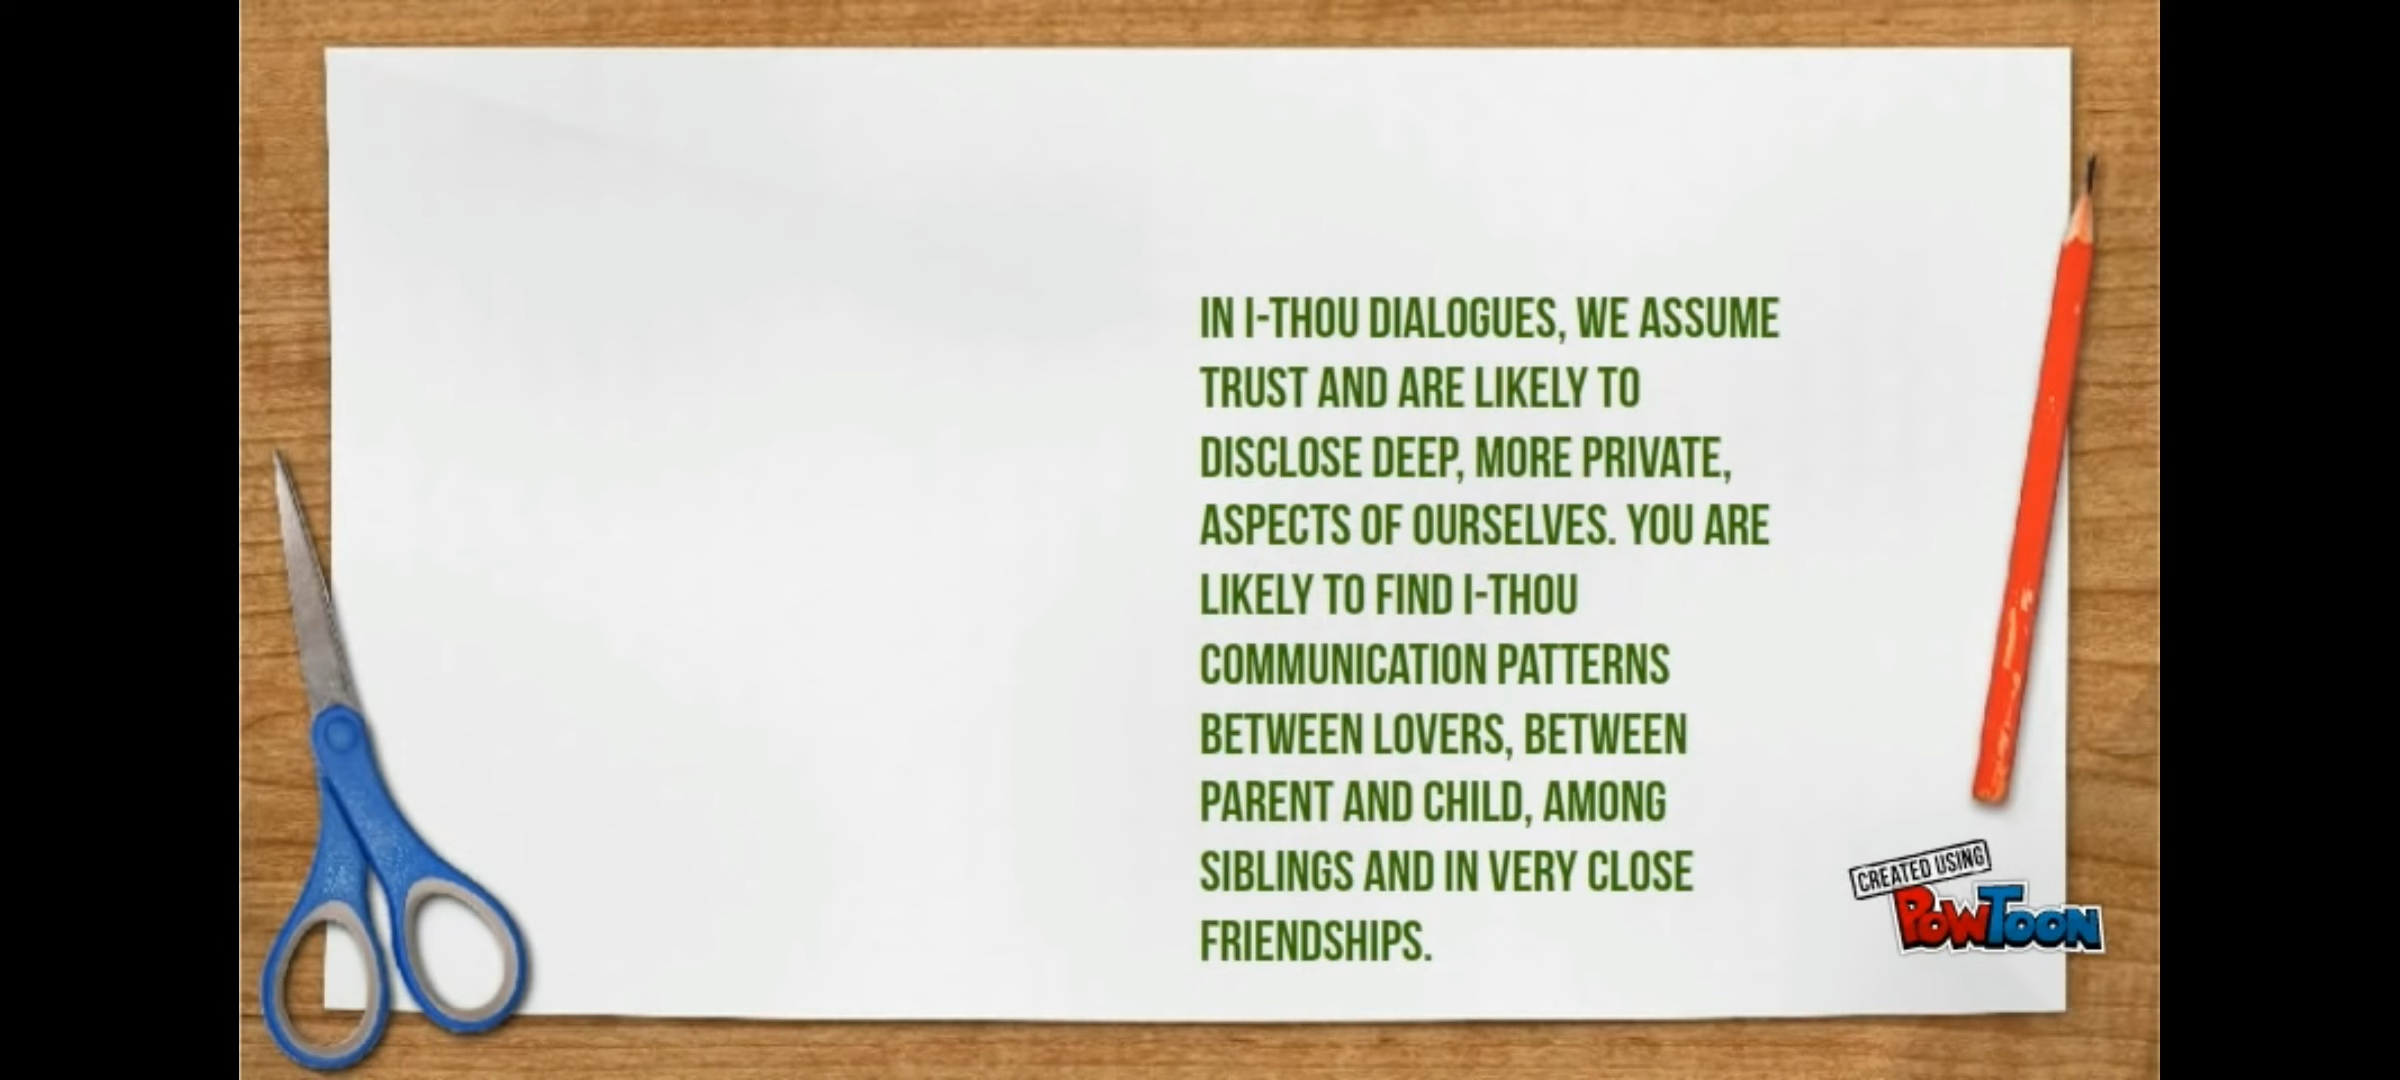 IN I-THOU DIALOGUES, WE ASSUME
TRUST AND ARE LIKELY TO
DISCLOSE DEEP, MORE PRIVATE,
ASPECTS OF OURSELVES. YOU ARE
LIKELY TO FIND I-THOU
COMMUNICATION PATTERNS
BETWEEN LOVERS, BETWEEN
PARENT AND CHILD, AMONG
SIBLINGS AND IN VERY CLOSE
FRIENDSHIPS.
CREATED USING
POWTOON